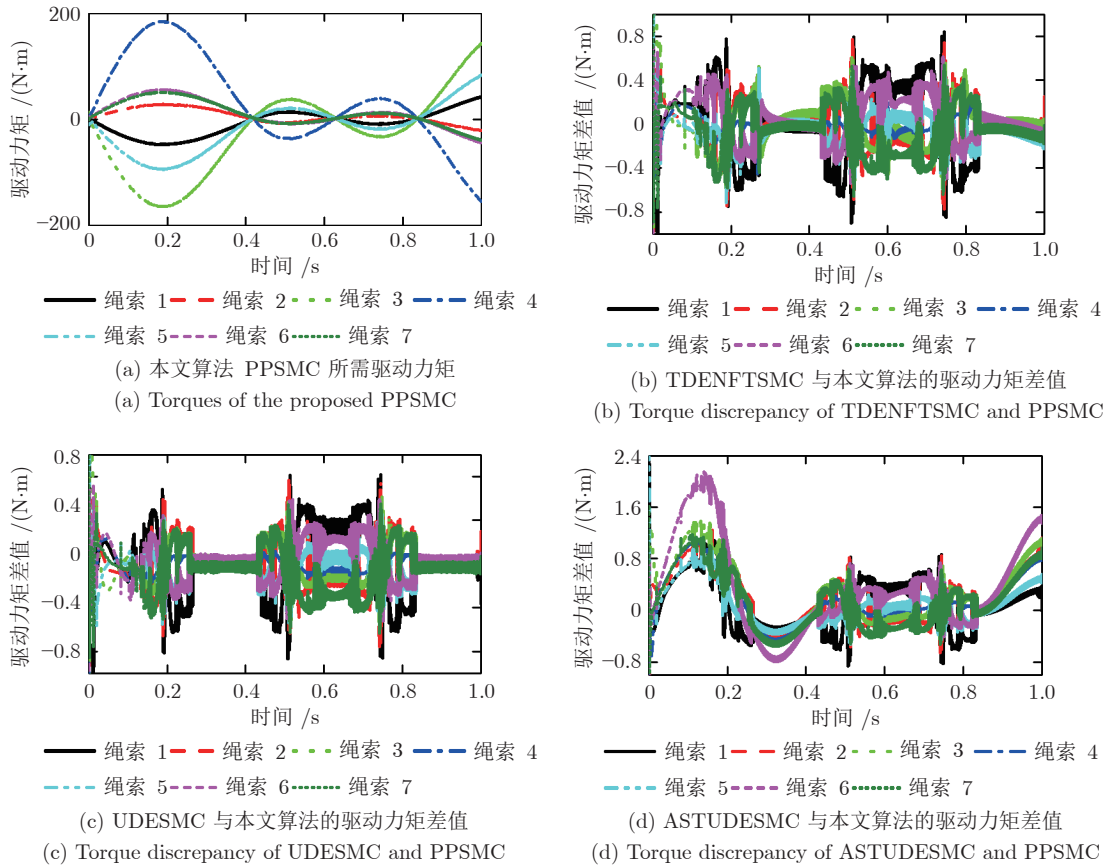 200
100
0
−200
驱动力矩 /(N·m)
0 0.2 0.4 0.6 0.8 1.0
时间 /s
绳索 1 绳索 2 绳索 3 绳索 4
绳索 5 绳索 6 绳索 7
(a) 本文算法 PPSMC 所需驱动力矩
(a) Torques of the proposed PPSMC
0.8
0.4
0
−0.4
−0.8
驱动力矩差值 /(N·m)
0 0.2 0.4 0.6 0.8 1.0
时间 /s
绳索 1 绳索 2 绳索 3 绳索 4
绳索 5 绳索 6 绳索 7
(b) TDENFTSMC 与本文算法的驱动力矩差值
(b) Torque discrepancy of TDENFTSMC and PPSMC
0.8
0.4
0
−0.4
−0.8
驱动力矩差值 /(N·m)
0 0.2 0.4 0.6 0.8 1.0
时间 /s
绳索 1 绳索 2 绳索 3 绳索 4
绳索 5 绳索 6 绳索 7
(c) UDESMC 与本文算法的驱动力矩差值
(c) Torque discrepancy of UDESMC and PPSMC
2.4
1.6
0.8
0
−0.8
驱动力矩差值 /(N·m)
0 0.2 0.4 0.6 0.8 1.0
时间 /s
绳索 1 绳索 2 绳索 3 绳索 4
绳索 5 绳索 6 绳索 7
(d) ASTUDESMC 与本文算法的驱动力矩差值
(d) Torque discrepancy of ASTUDESMC and PPSMC